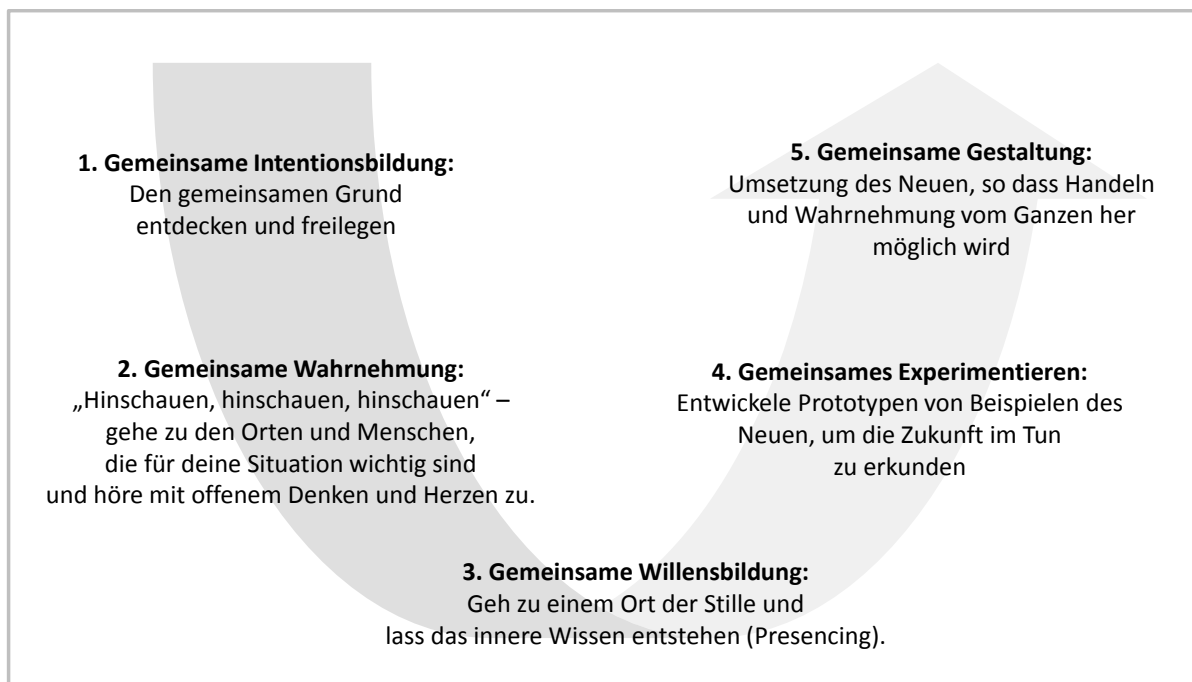 1. Gemeinsame Intentionsbildung:
Den gemeinsamen Grund
entdecken und freilegen
2. Gemeinsame Wahrnehmung:
„Hinschauen, hinschauen, hinschauen“ –
gehe zu den Orten und Menschen,
die für deine Situation wichtig sind
und höre mit offenem Denken und Herzen zu.
3. Gemeinsame Willensbildung:
Geh zu einem Ort der Stille und
lass das innere Wissen entstehen (Presencing).
4. Gemeinsames Experimentieren:
Entwickele Prototypen von Beispielen des
Neuen, um die Zukunft im Tun
zu erkunden
5. Gemeinsame Gestaltung:
Umsetzung des Neuen, so dass Handeln
und Wahrnehmung vom Ganzen her
möglich wird